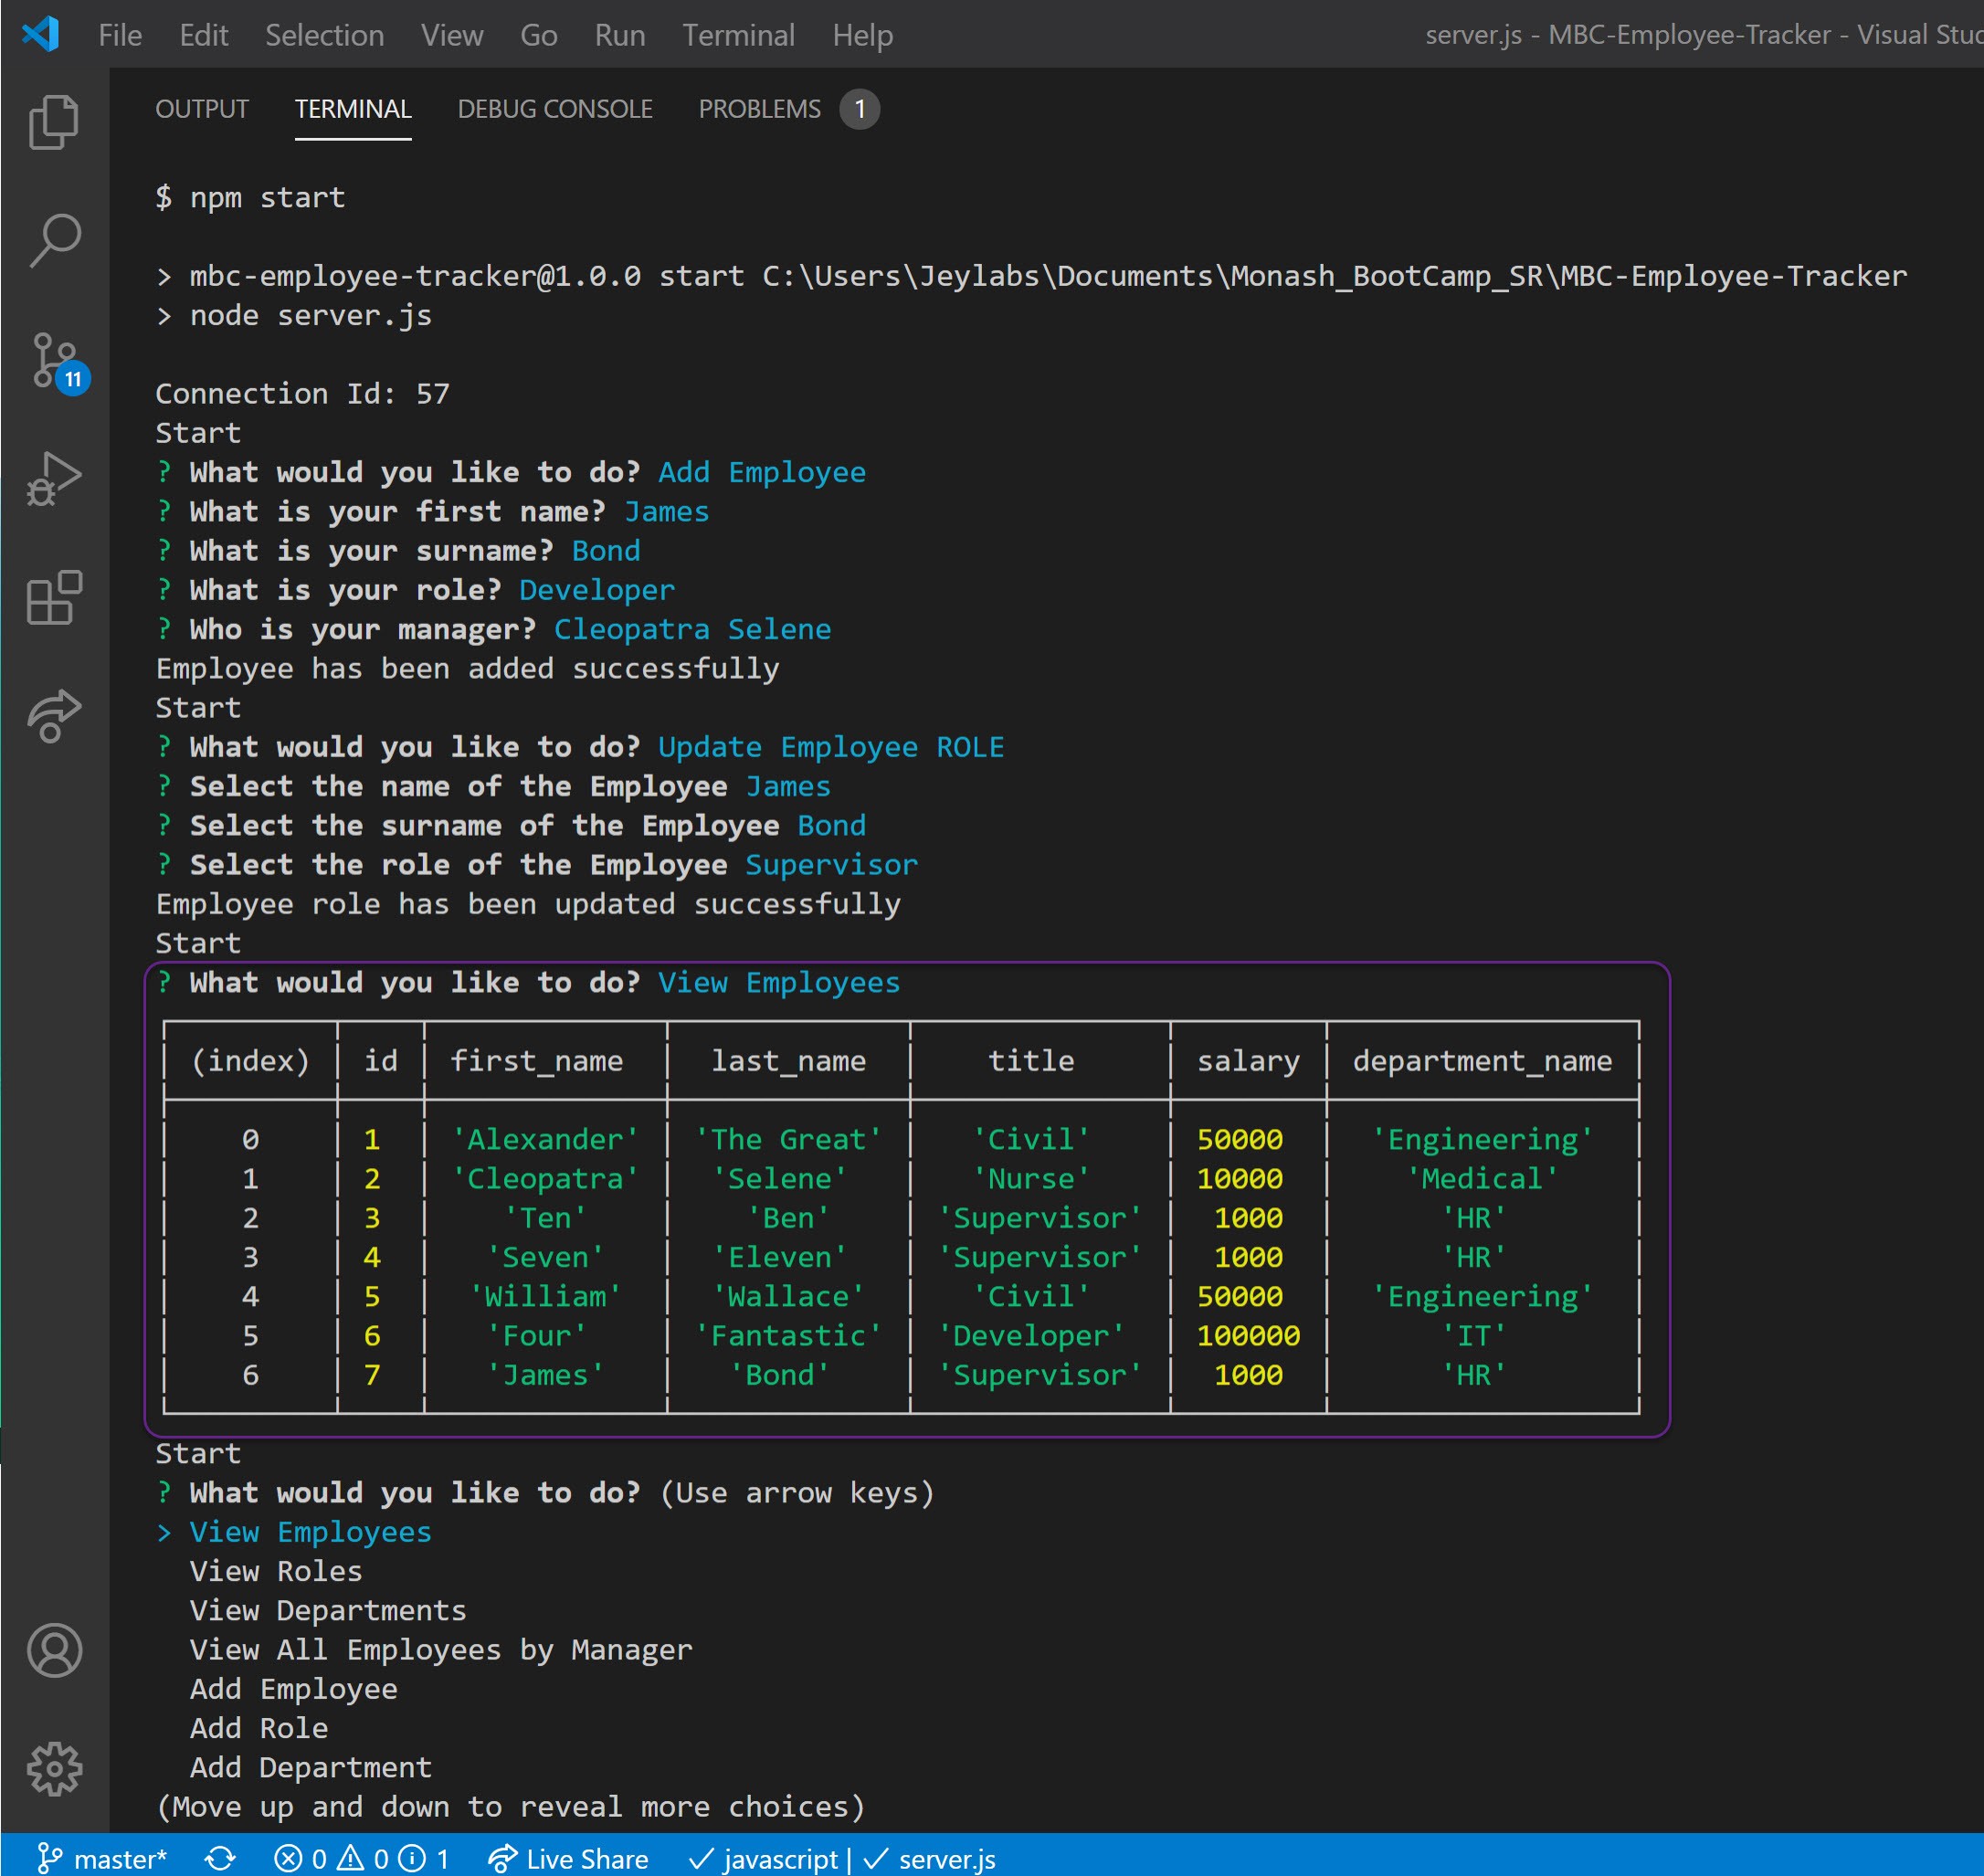 File Edit Selection View Go Run Terminal Help server.js - MBC-Employee-Tracker - Visual
OUTPUT TERMINAL DEBUG CONSOLE PROBLEMS 1
$ npm start
> mbc-employee-tracker@1.0.0 start C:\Users\Jeylabs\Documents\Monash_BootCamp_SR\MBC-Employee-Tracker
> node server.js
11
Connection Id: 57
Start
? What would you like to do? Add Employee
? What is your first name? James
? What is your surname? Bond
? What is your role? Developer
? Who is your manager? Cleopatra Selene
Employee has been added successfully
Start
? What would you like to do? Update Employee ROLE
? Select the name of the Employee James
? Select the surname of the Employee Bond
? Select the role of the Employee Supervisor
Employee role has been updated successfully
Start
? What would you like to do? View Employees
(index) id first_name last_name title salary department_name
0 1 'Alexander' 'The Great' 'Civil' 50000 'Engineering'
1 2 'Cleopatra' 'Selene' 'Nurse' 10000 'Medical'
2 3 'Ten' 'Ben' 'Supervisor' 1000 'HR'
3 4 'Seven' 'Eleven' 'Supervisor' 1000 'HR'
4 5 'William' 'Wallace' 'Civil' 50000 'Engineering'
5 6 'Four' 'Fantastic' 'Developer' 100000 'IT'
6 7 'James' 'Bond' 'Supervisor' 1000 'HR'
Start
? What would you like to do? (Use arrow keys)
> View Employees
View Roles
View Departments
View All Employees by Manager
Add Employee
Add Role
Add Department
(Move up and down to reveal more choices)
master* 0 0 1 Live Share javascript | server.js